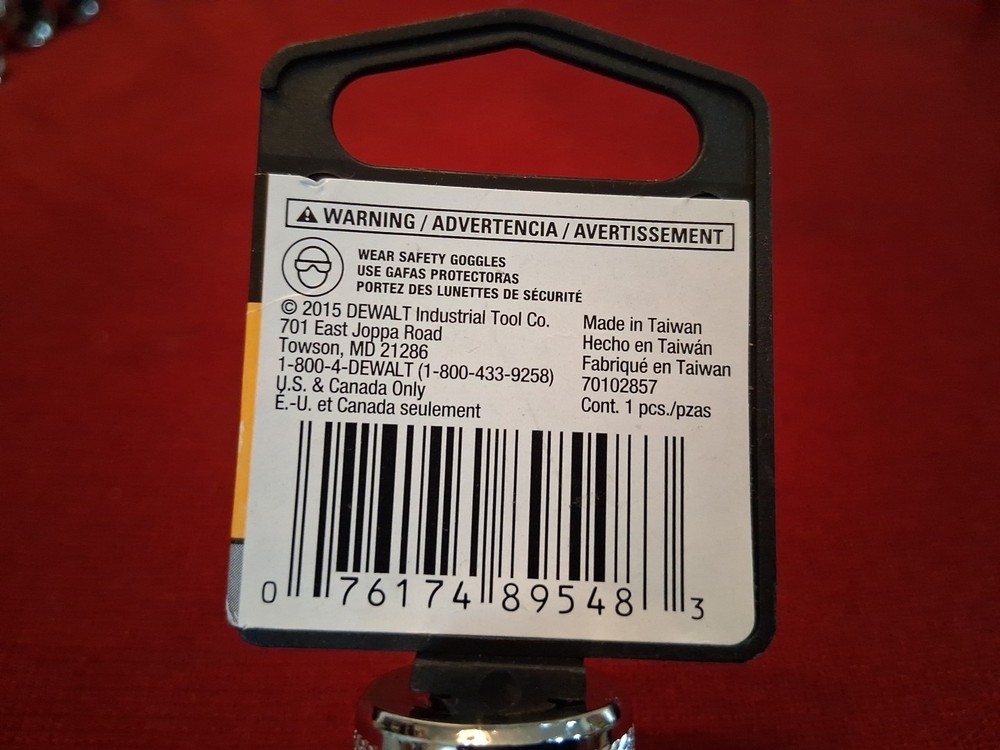 WARNING / ADVERTENCIA / AVERTISSEMENT
WEAR SAFETY GOGGLES
USE GAFAS PROTECTORAS
PORTEZ DES LUNETTES DE SÉCURITÉ
© 2015 DEWALT Industrial Tool Co.
701 East Joppa Road
Towson, MD 21286
1-800-4-DEWALT (1-800-433-9258)
U.S. & Canada Only
É.-U. et Canada seulement
Made in Taiwan
Hecho en Taiwán
Fabriqué en Taiwan
70102857
Cont. 1 pcs./pzas
0 76174 89548 3